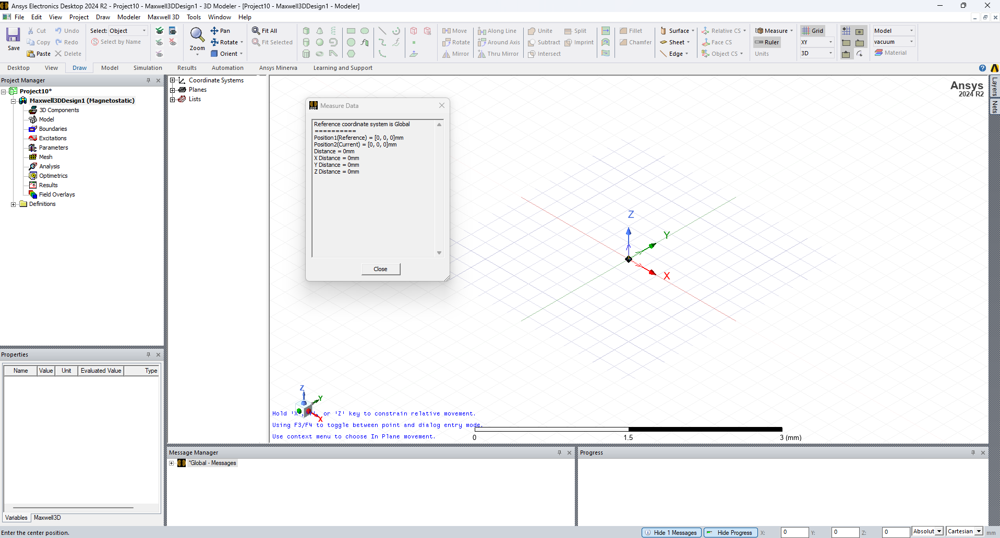 Ansys Electronics Desktop 2024 R2 - Project10 - Maxwell3DDesign1 - 3D Modeler - [Project10 - Maxwell3DDesign1 - Modeler]
File Edit View Project Draw Modeler Maxwell 3D Tools Window Help
Save
Cut Undo
Copy Redo
Paste Delete
Select: Object
Select by Name
Zoom
Pan
Rotate
Orient
Fit All
Fit Selected
Move Along Line Unite Split
Rotate Around Axis Subtract Imprint
Mirror Thru Mirror Intersect
Fillet
Chamfer
Surface
Sheet
Edge
Relative CS
Face CS
Object CS
Measure
Ruler
Units
Grid
XY
3D
Model
vacuum
Material
Desktop View Draw Model Simulation Results Automation Ansys Minerva Learning and Support
Project Manager
Project10*
Maxwell3DDesign1 (Magnetostatic)
3D Components
Model
Boundaries
Excitations
Parameters
Mesh
Analysis
Optimetrics
Results
Field Overlays
Definitions
Coordinate Systems
Planes
Lists
Ansys
2024 R2
Layers
Nets
EDT
Measure Data
Reference coordinate system is Global
==========
Position1(Reference) = [0, 0, 0]mm
Position2(Current) = [0, 0, 0]mm
Distance = 0mm
X Distance = 0mm
Y Distance = 0mm
Z Distance = 0mm
Close
Z
Y
X
Properties
Name Value Unit Evaluated Value Type
Variables Maxwell3D
Z
Y
X
Hold 'X', or 'Z' key to constrain relative movement.
Using F3/F4 to toggle between point and dialog entry mode.
Use context menu to choose In Plane movement.
0 1.5 3 (mm)
Message Manager
*Global - Messages
Progress
Enter the center position.
Hide 1 Messages Hide Progress X: 0 Y: 0 Z: 0 Absolut Cartesian mm